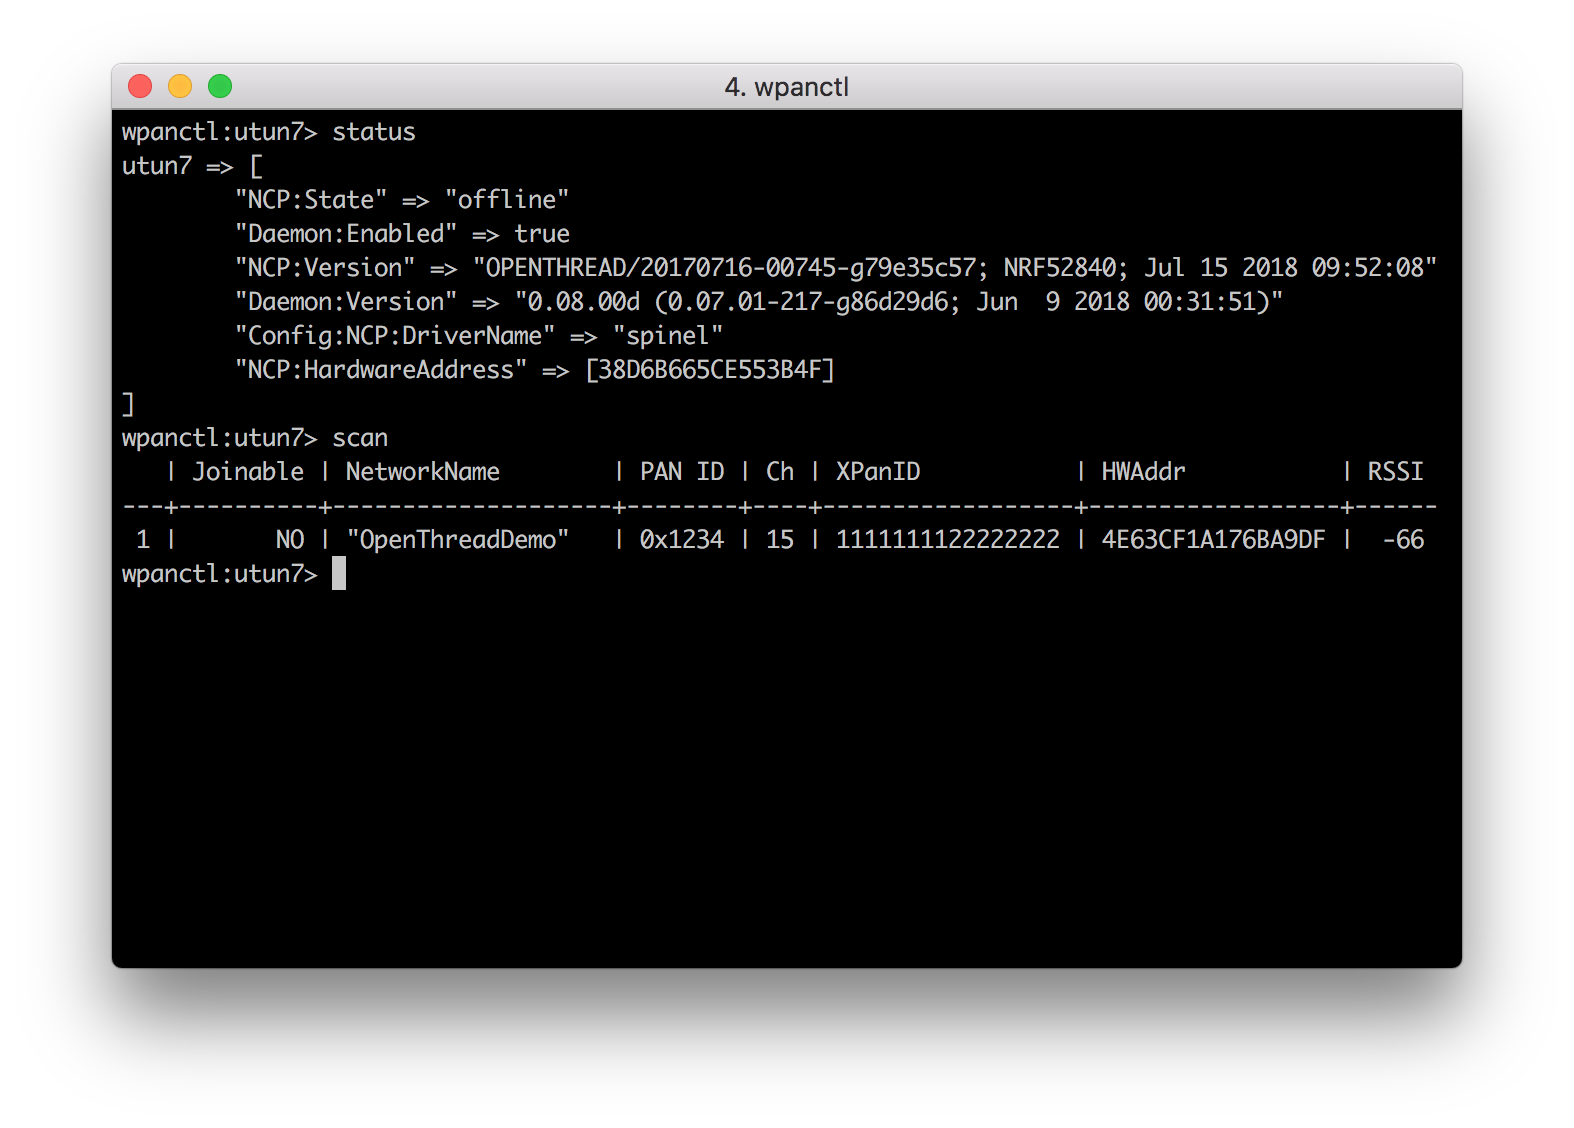 4. wpanctl
wpanctl:utun7> status
utun7 => [
        "NCP:State" => "offline"
        "Daemon:Enabled" => true
        "NCP:Version" => "OPENTHREAD/20170716-00745-g79e35c57; NRF52840; Jul 15 2018 09:52:08"
        "Daemon:Version" => "0.08.00d (0.07.01-217-g86d29d6; Jun  9 2018 00:31:51)"
        "Config:NCP:DriverName" => "spinel"
        "NCP:HardwareAddress" => [38D6B665CE553B4F]
]
wpanctl:utun7> scan
   | Joinable | NetworkName        | PAN ID | Ch | XPanID           | HWAddr           | RSSI
---+----------+--------------------+--------+----+------------------+------------------+------
 1 |       NO | "OpenThreadDemo"   | 0x1234 | 15 | 1111111122222222 | 4E63CF1A176BA9DF |  -66
wpanctl:utun7>